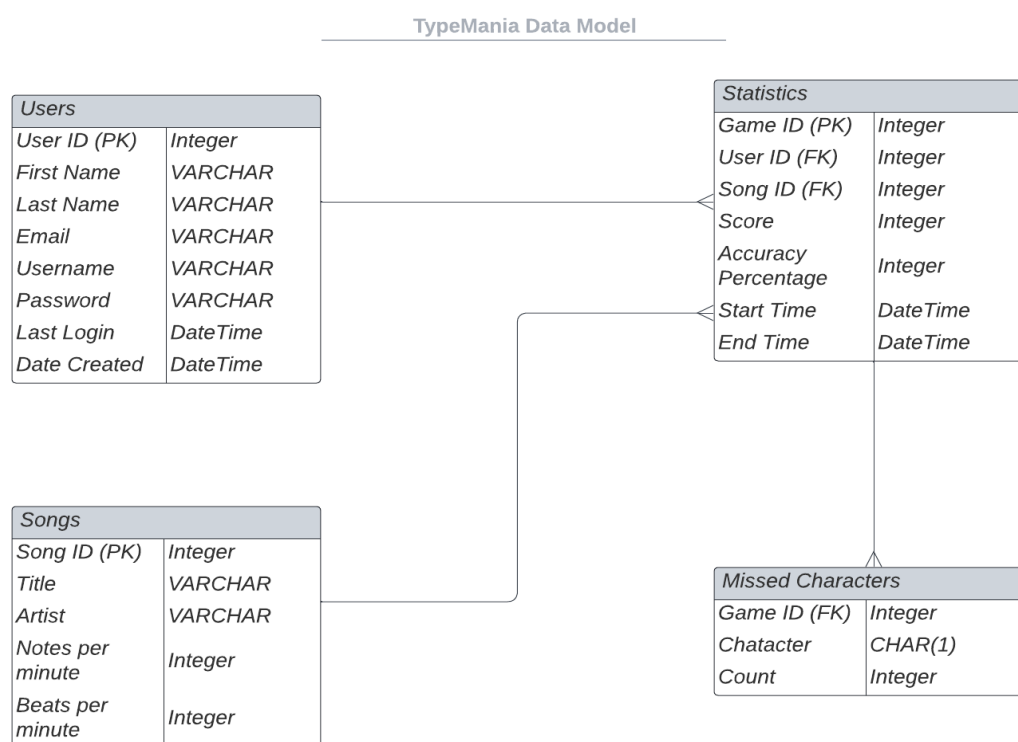 TypeMania Data Model
Users
User ID (PK) Integer
First Name VARCHAR
Last Name VARCHAR
Email VARCHAR
Username VARCHAR
Password VARCHAR
Last Login DateTime
Date Created DateTime
Statistics
Game ID (PK) Integer
User ID (FK) Integer
Song ID (FK) Integer
Score Integer
Accuracy
Percentage Integer
Start Time DateTime
End Time DateTime
Songs
Song ID (PK) Integer
Title VARCHAR
Artist VARCHAR
Notes per
minute Integer
Beats per
minute Integer
Missed Characters
Game ID (FK) Integer
Chatacter CHAR(1)
Count Integer